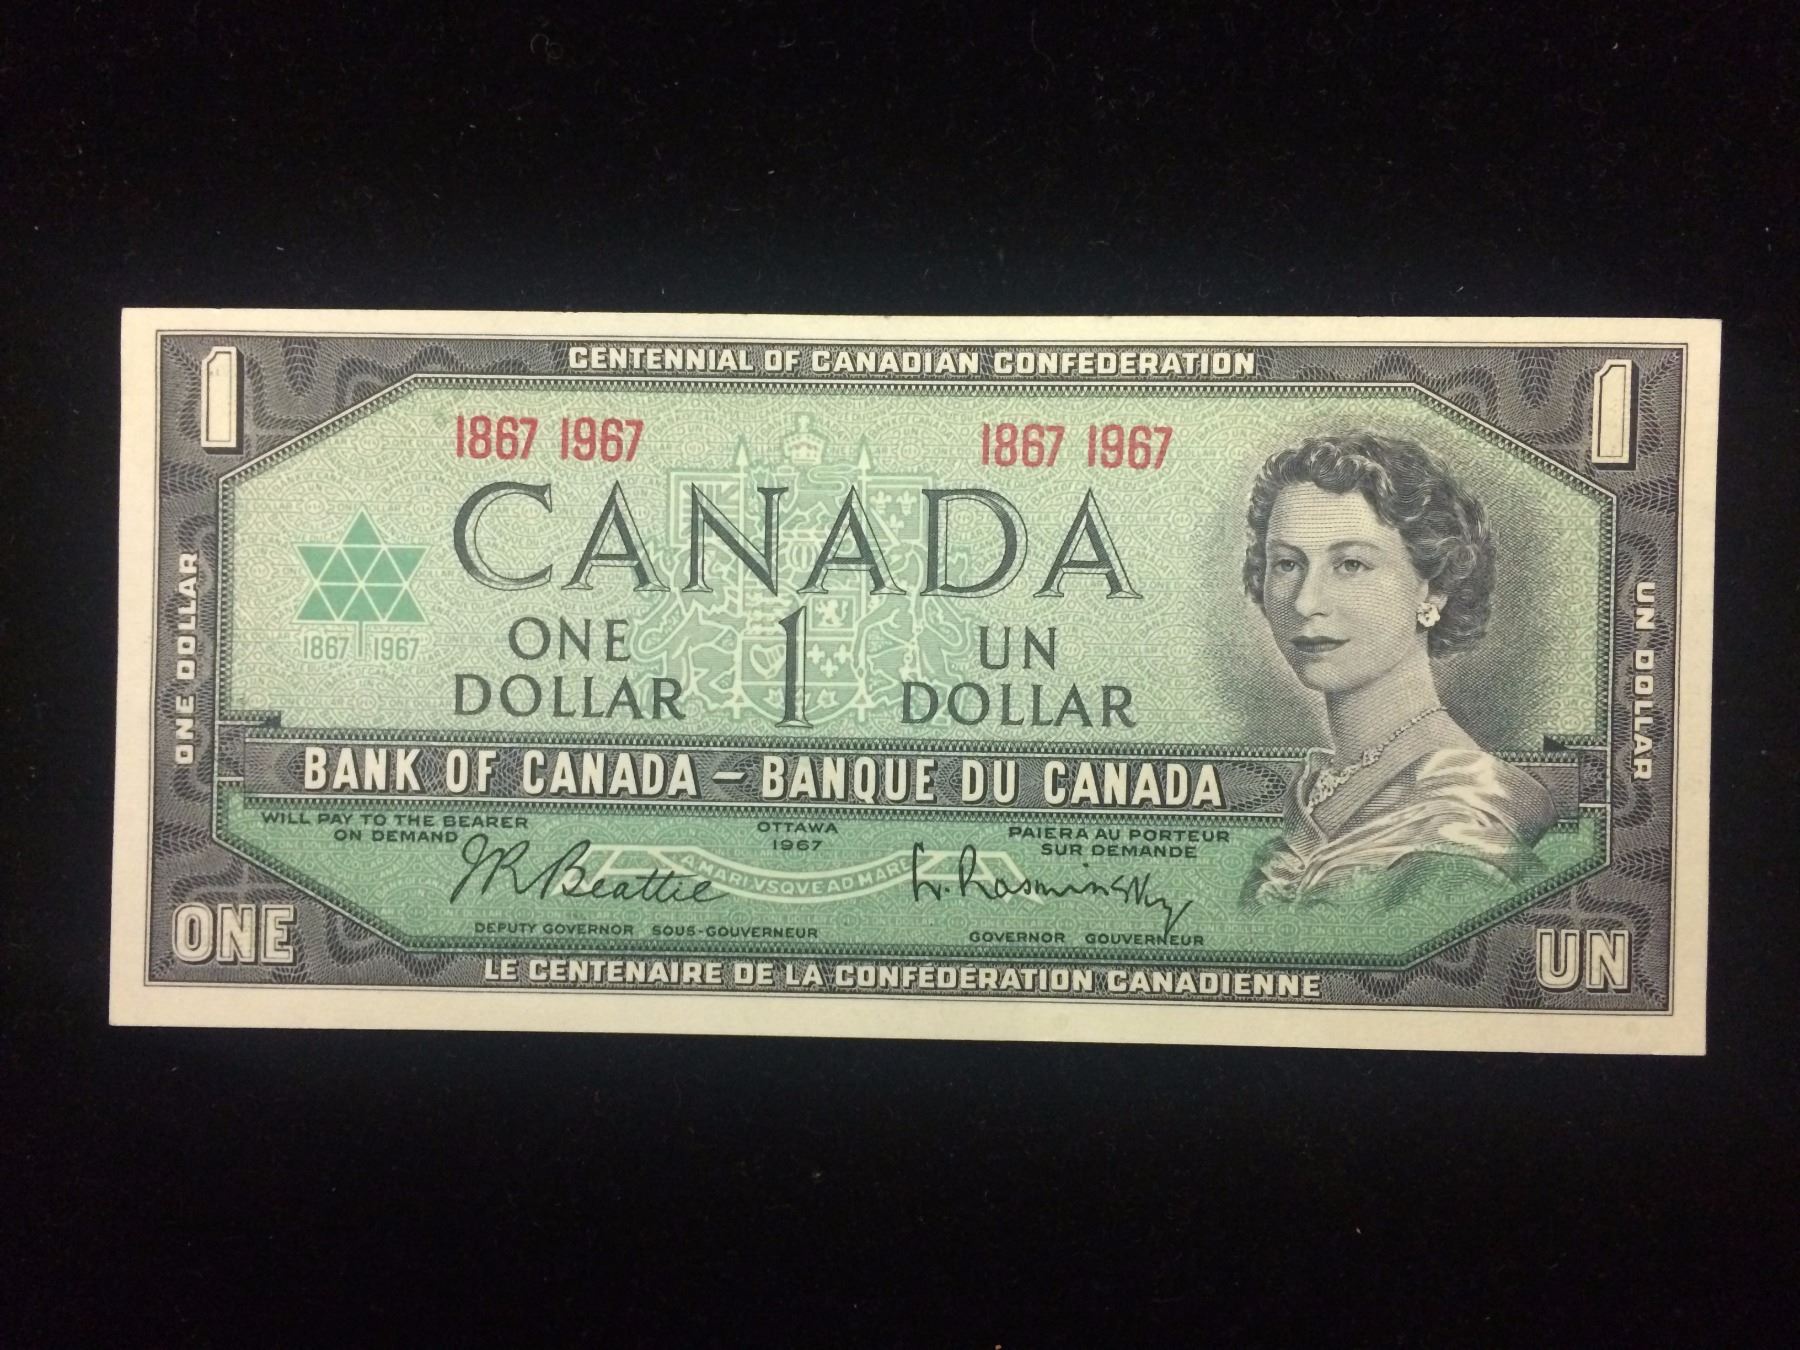 1 CENTENNIAL OF CANADIAN CONFEDERATION 1
1867 1967 1867 1967
CANADA
1867 1967
ONE DOLLAR
ONE
DOLLAR
1
UN
DOLLAR
UN DOLLAR
BANK OF CANADA – BANQUE DU CANADA
WILL PAY TO THE BEARER
ON DEMAND
OTTAWA
1967
PAIERA AU PORTEUR
SUR DEMANDE
A MARI VSQVE AD MARE
JR Beattie
L. Rasminsky
DEPUTY GOVERNOR SOUS-GOUVERNEUR
GOVERNOR GOUVERNEUR
ONE
UN
LE CENTENAIRE DE LA CONFÉDÉRATION CANADIENNE